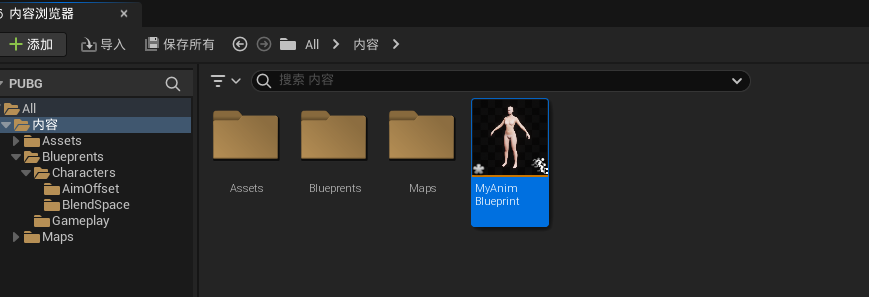 内容浏览器
添加
导入
保存所有
All
内容
PUBG
搜索 内容
All
内容
Assets
Blueprents
Characters
AimOffset
BlendSpace
Gameplay
Maps
Assets
Blueprents
Maps
MyAnim
Blueprint